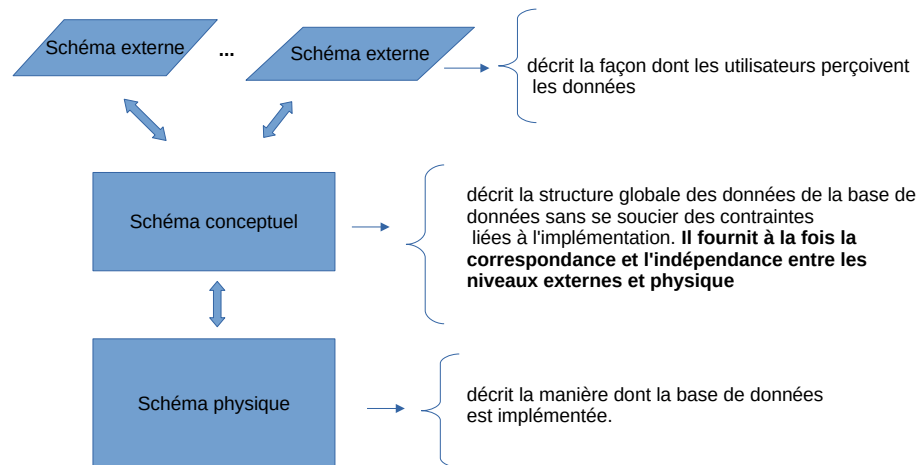 Schéma externe
...
Schéma externe
décrit la façon dont les utilisateurs perçoivent
les données
Schéma conceptuel
décrit la structure globale des données de la base de
données sans se soucier des contraintes
liées à l'implémentation. Il fournit à la fois la
correspondance et l'indépendance entre les
niveaux externes et physique
Schéma physique
décrit la manière dont la base de données
est implémentée.